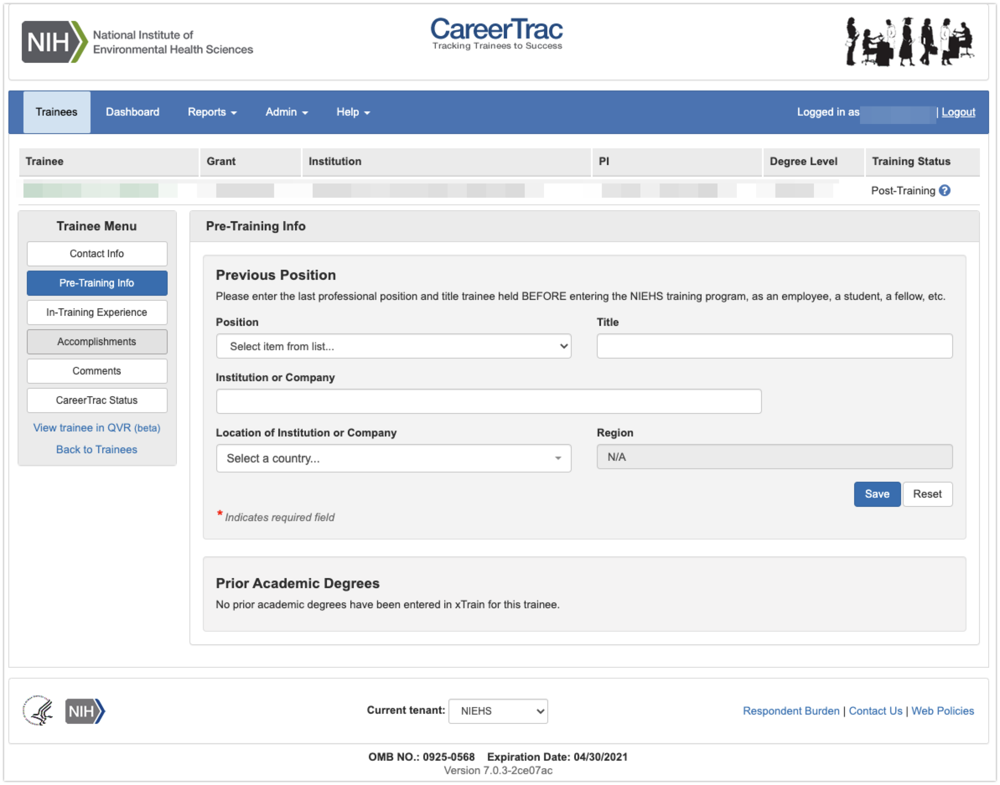 NIH National Institute of
Environmental Health Sciences
CareerTrac
Tracking Trainees to Success
Trainees Dashboard Reports Admin Help Logged in as | Logout
Trainee Grant Institution PI Degree Level Training Status
Post-Training ?
Trainee Menu
Contact Info
Pre-Training Info
In-Training Experience
Accomplishments
Comments
CareerTrac Status
View trainee in QVR (beta)
Back to Trainees
Pre-Training Info
Previous Position
Please enter the last professional position and title trainee held BEFORE entering the NIEHS training program, as an employee, a student, a fellow, etc.
Position Title
Select item from list...
Institution or Company
Location of Institution or Company Region
Select a country... N/A
Save Reset
* Indicates required field
Prior Academic Degrees
No prior academic degrees have been entered in xTrain for this trainee.
NIH Current tenant: NIEHS Respondent Burden | Contact Us | Web Policies
OMB NO.: 0925-0568 Expiration Date: 04/30/2021
Version 7.0.3-2ce07ac